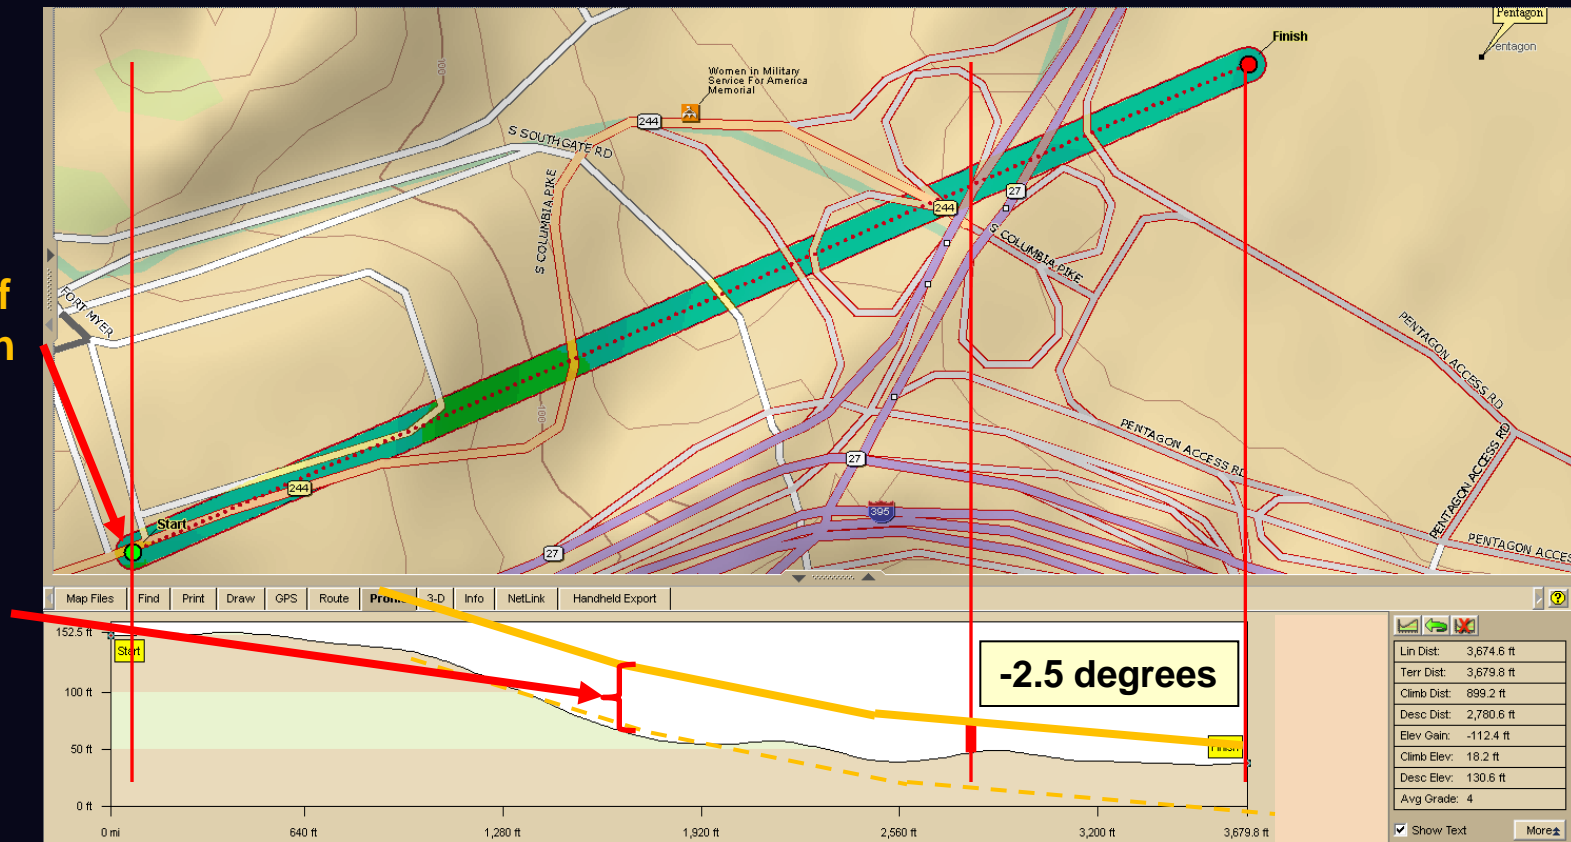 Pentagon
Pentagon
Finish
100
Women in Military
Service For America
Memorial
244
S SOUTHGATE RD
S COLUMBIA PIKE
27
244
S COLUMBIA PIKE
f
n
FORT MYER
PENTAGON ACCESS RD
100
PENTAGON ACCESS RD
27
PENTAGON ACCESS RD
244
395
Start
27
PENTAGON ACCESS
Map Files Find Print Draw GPS Route Profile 3-D Info NetLink Handheld Export
?
152.5 ft
Start
100 ft
50 ft
0 ft
-2.5 degrees
Finish
0 mi 640 ft 1,280 ft 1,920 ft 2,560 ft 3,200 ft 3,679.8 ft
Lin Dist: 3,674.6 ft
Terr Dist: 3,679.8 ft
Climb Dist: 899.2 ft
Desc Dist: 2,780.6 ft
Elev Gain: -112.4 ft
Climb Elev: 18.2 ft
Desc Elev: 130.6 ft
Avg Grade: 4
Show Text More